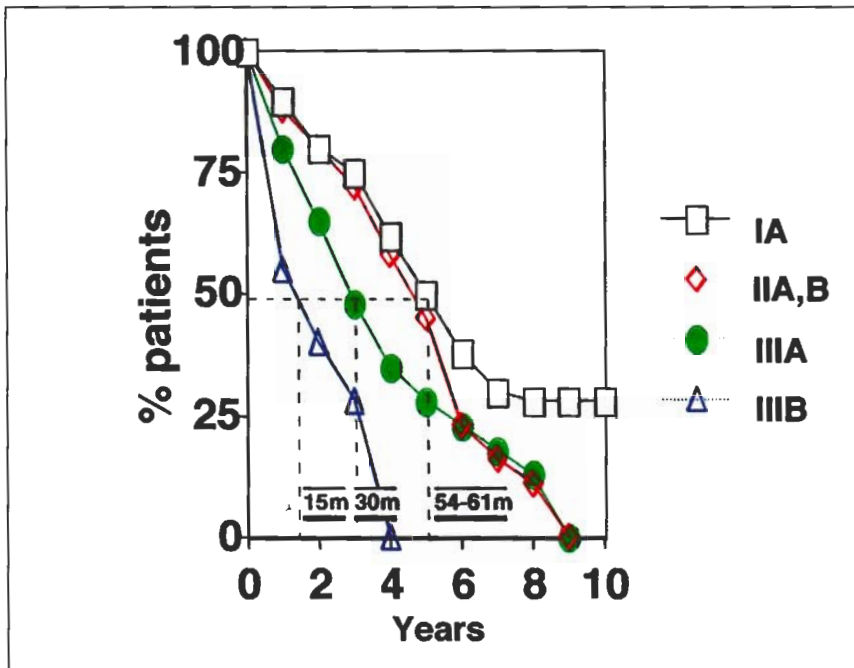 100
75
50
25
0
% patients
15m 30m 54-61m
0 2 4 6 8 10
Years
IA
IIA,B
IIIA
IIIB